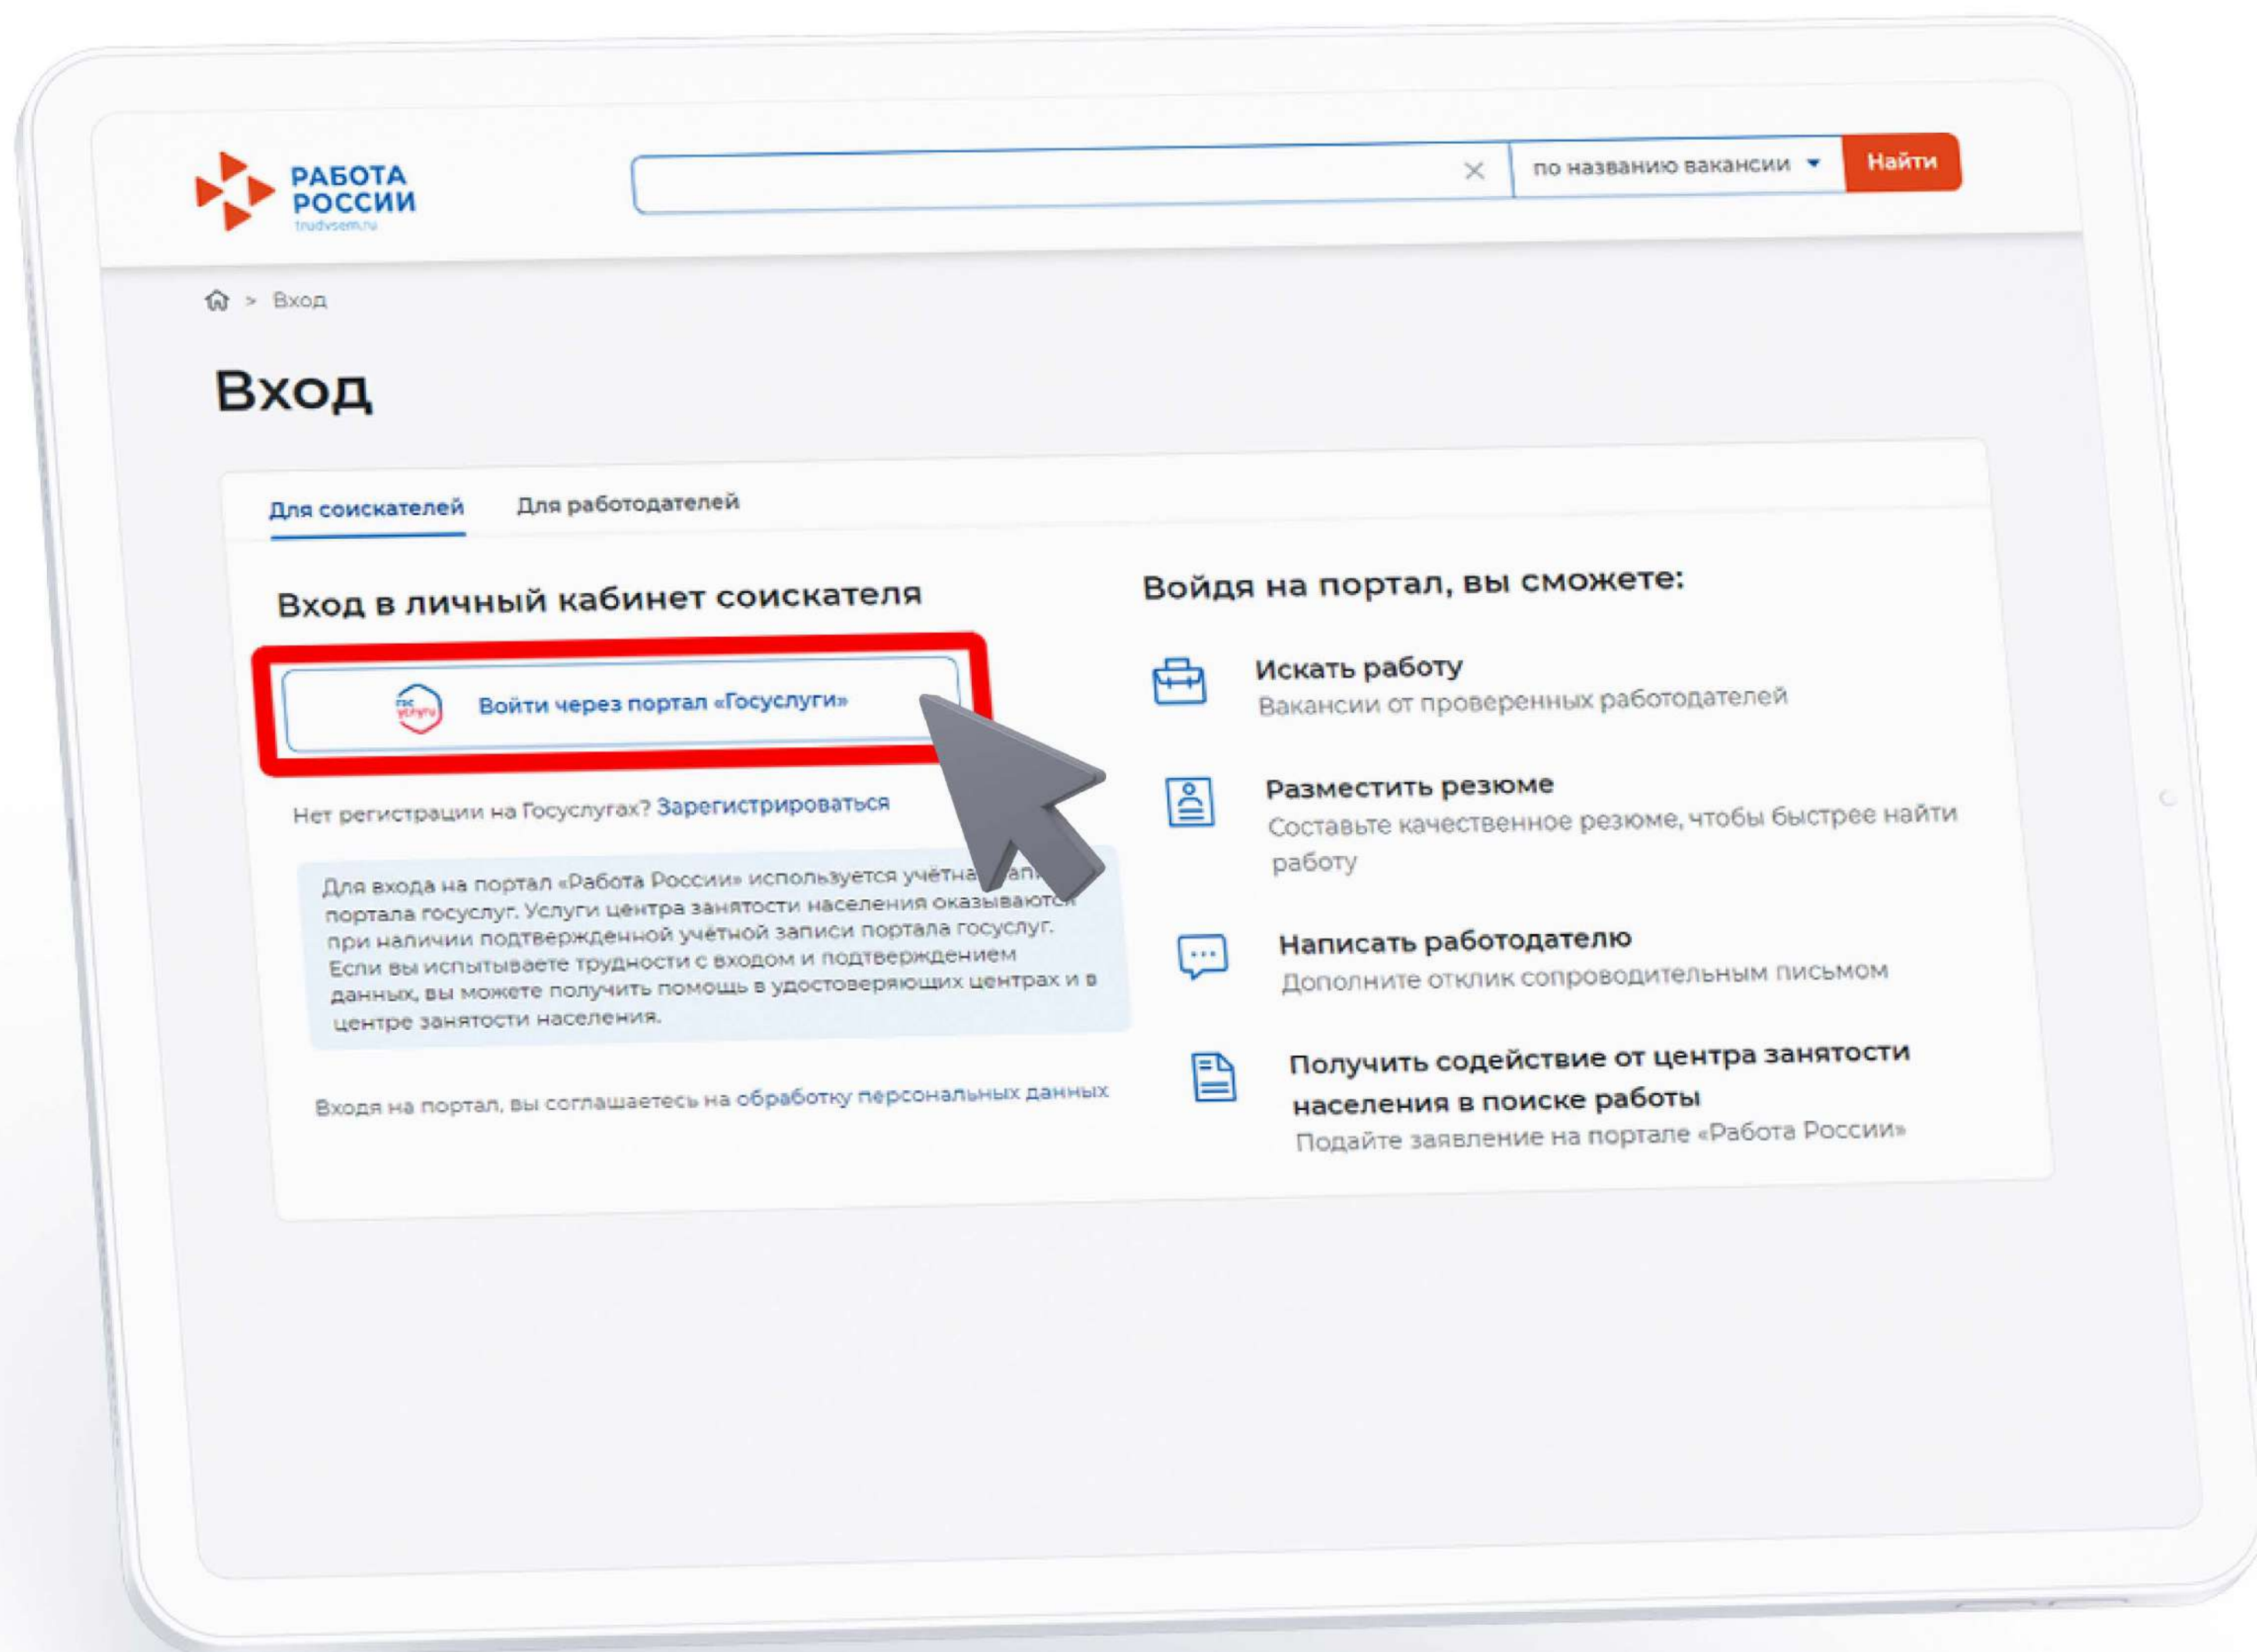 РАБОТА
РОССИИ
trudvsem.ru
по названию вакансии
Найти
> Вход
Вход
Для соискателей Для работодателей
Вход в личный кабинет соискателя
Войти через портал «Госуслуги»
гос
услуги
Нет регистрации на Госуслугах? Зарегистрироваться
Для входа на портал «Работа России» используется
портала госуслуг. Услуги центра занятости населения оказываются
при наличии подтвержденной учётной записи портала госуслуг.
Если вы испытываете трудности с входом и подтверждением
данных, вы можете получить помощь в удостоверяющих центрах и в
центре занятости населения.
Входя на портал, вы соглашаетесь на обработку персональных данных
Войдя на портал, вы сможете:
Искать работу
Вакансии от проверенных работодателей
Разместить резюме
Составьте качественное резюме, чтобы быстрее найти
работу
Написать работодателю
Дополните отклик сопроводительным письмом
Получить содействие от центра занятости
населения в поиске работы
Подайте заявление на портале «Работа России»